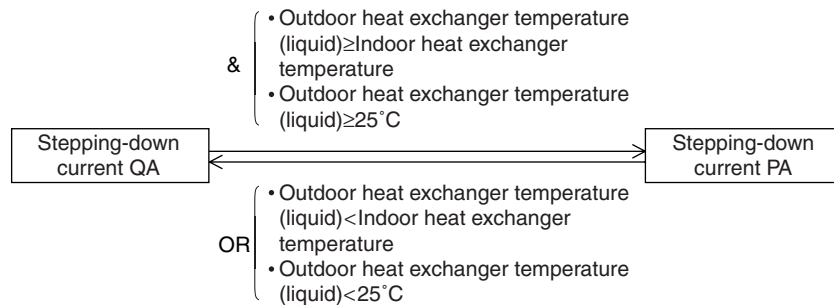 • Outdoor heat exchanger temperature
(liquid)≥Indoor heat exchanger
temperature
&
• Outdoor heat exchanger temperature
(liquid)≥25˚C
Stepping-down
current QA
Stepping-down
current PA
• Outdoor heat exchanger temperature
(liquid)<Indoor heat exchanger
temperature
OR
• Outdoor heat exchanger temperature
(liquid)<25˚C